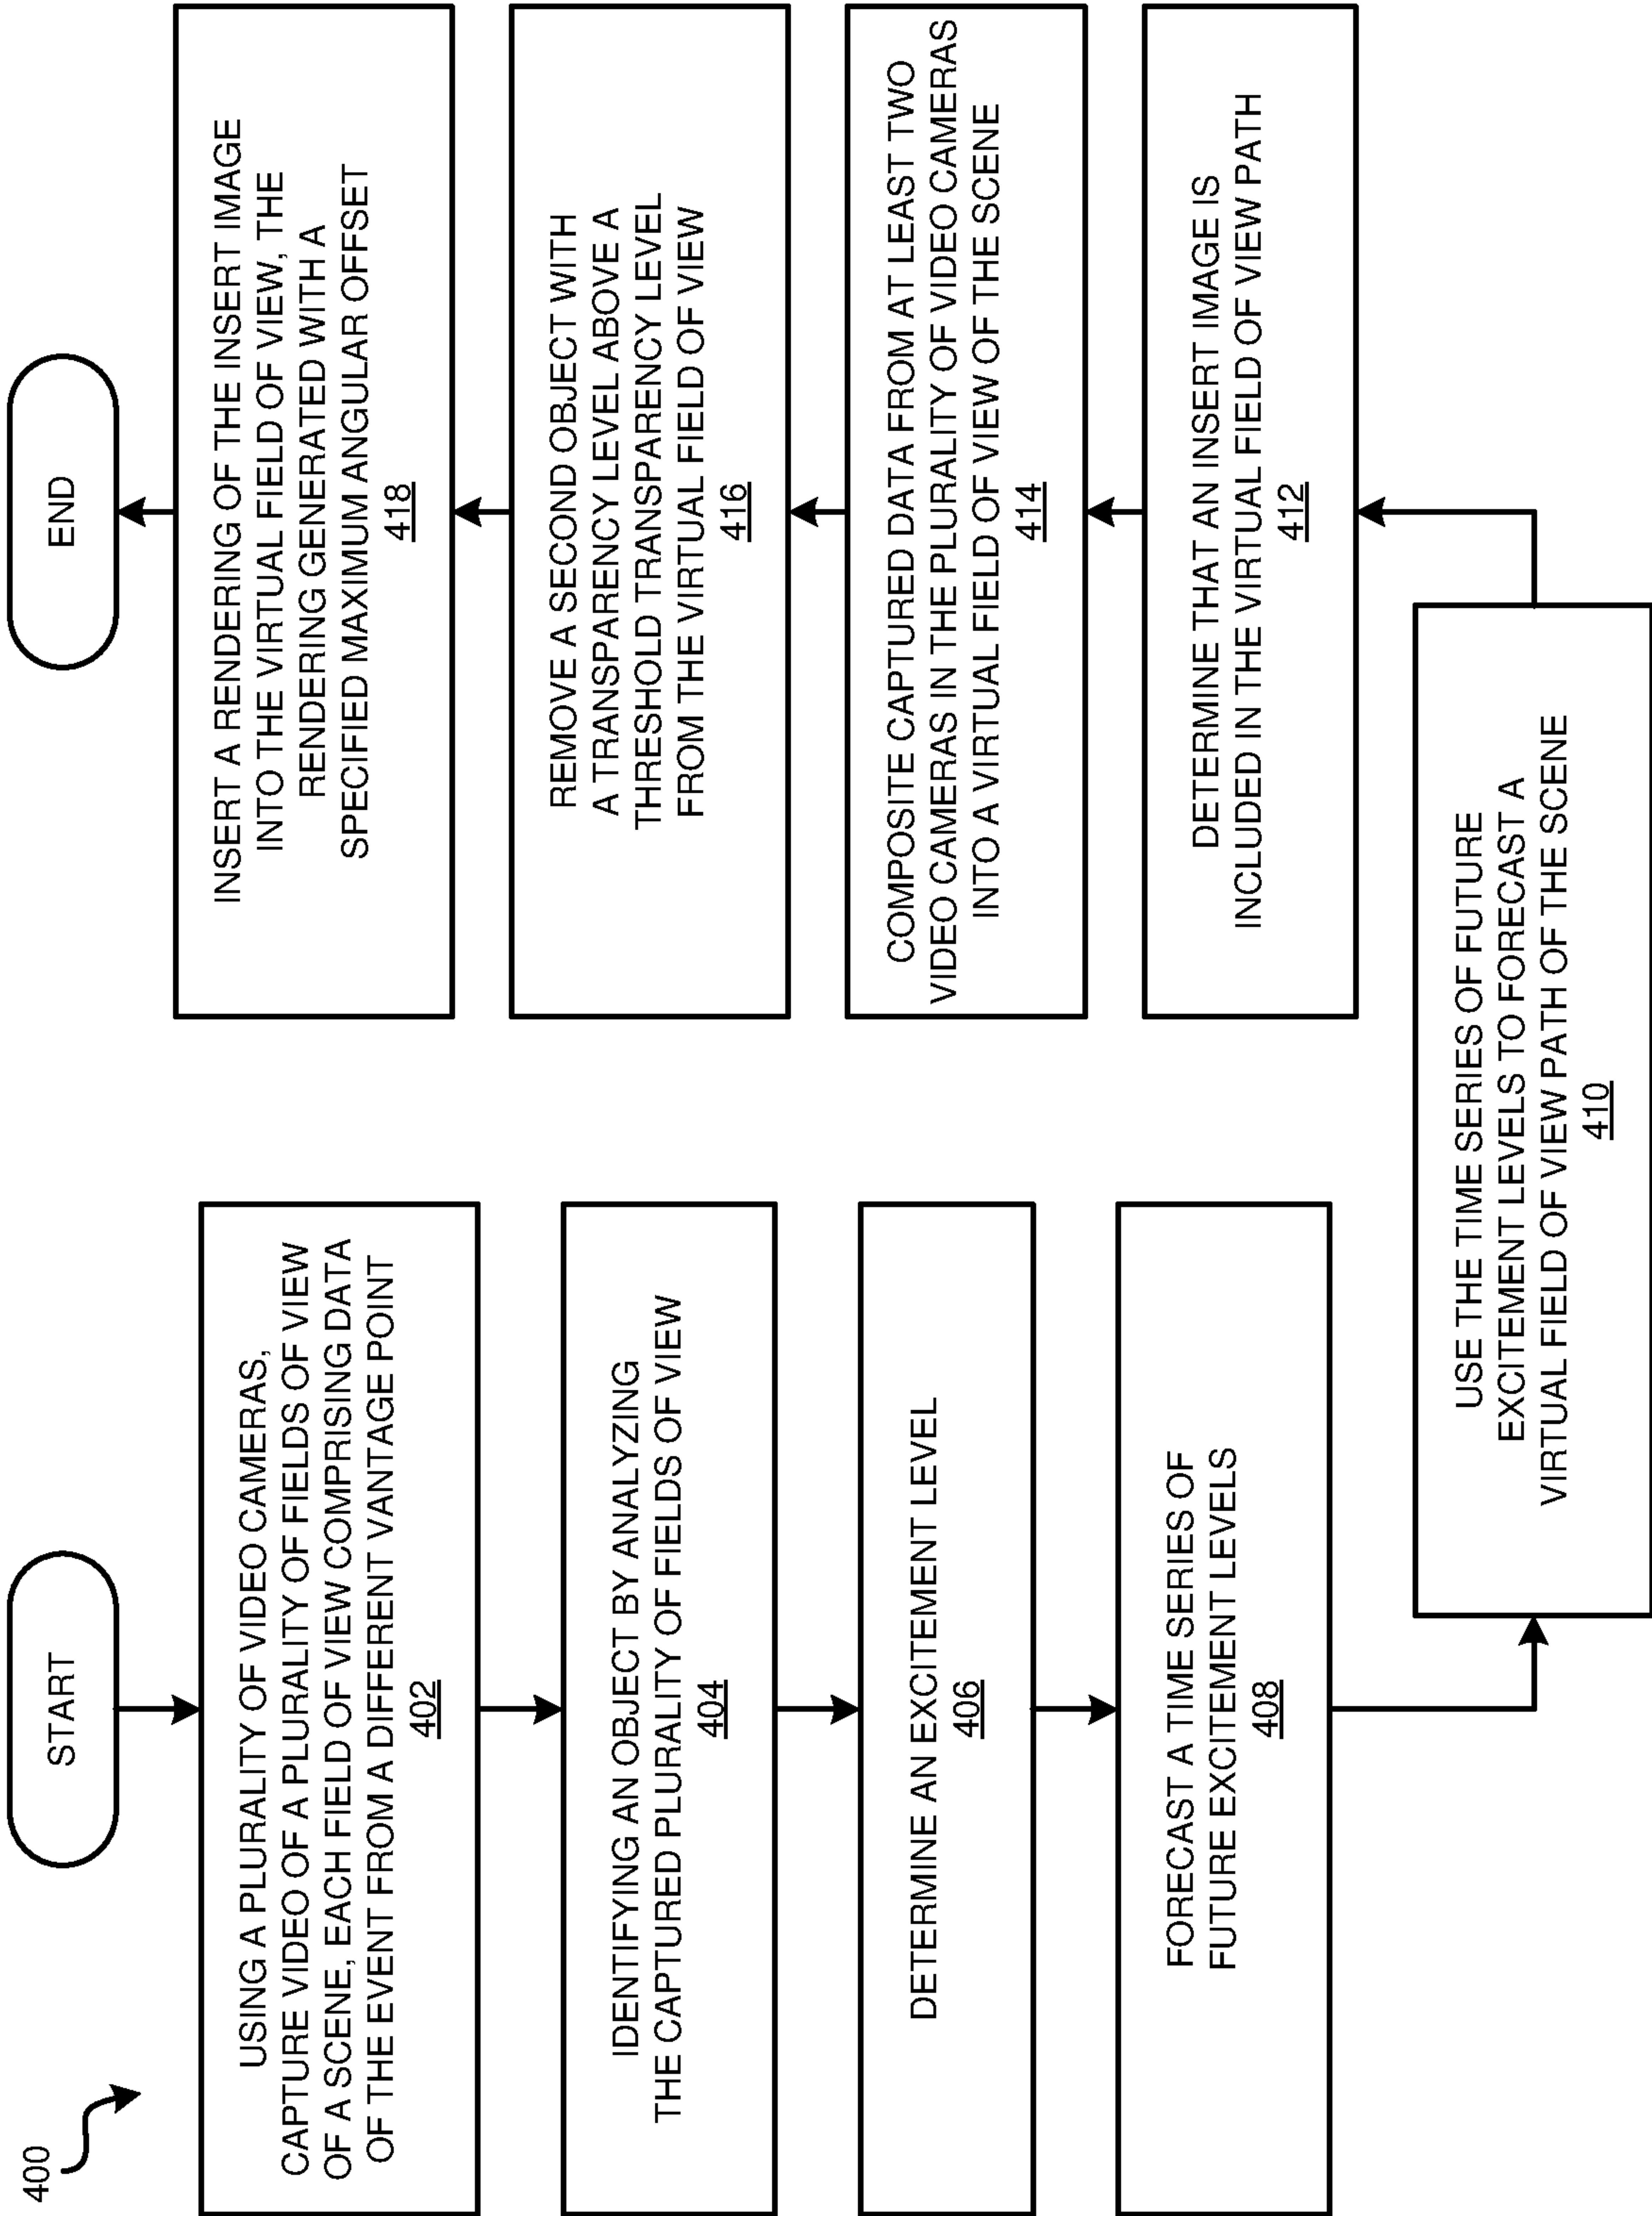 400
START
USING A PLURALITY OF VIDEO CAMERAS,
CAPTURE VIDEO OF A PLURALITY OF FIELDS OF VIEW
OF A SCENE, EACH FIELD OF VIEW COMPRISING DATA
OF THE EVENT FROM A DIFFERENT VANTAGE POINT
402
IDENTIFYING AN OBJECT BY ANALYZING
THE CAPTURED PLURALITY OF FIELDS OF VIEW
404
DETERMINE AN EXCITEMENT LEVEL
406
FORECAST A TIME SERIES OF
FUTURE EXCITEMENT LEVELS
408
USE THE TIME SERIES OF FUTURE
EXCITEMENT LEVELS TO FORECAST A
VIRTUAL FIELD OF VIEW PATH OF THE SCENE
410
DETERMINE THAT AN INSERT IMAGE IS
INCLUDED IN THE VIRTUAL FIELD OF VIEW PATH
412
COMPOSITE CAPTURED DATA FROM AT LEAST TWO
VIDEO CAMERAS IN THE PLURALITY OF VIDEO CAMERAS
INTO A VIRTUAL FIELD OF VIEW OF THE SCENE
414
REMOVE A SECOND OBJECT WITH
A TRANSPARENCY LEVEL ABOVE A
THRESHOLD TRANSPARENCY LEVEL
FROM THE VIRTUAL FIELD OF VIEW
416
INSERT A RENDERING OF THE INSERT IMAGE
INTO THE VIRTUAL FIELD OF VIEW, THE
RENDERING GENERATED WITH A
SPECIFIED MAXIMUM ANGULAR OFFSET
418
END